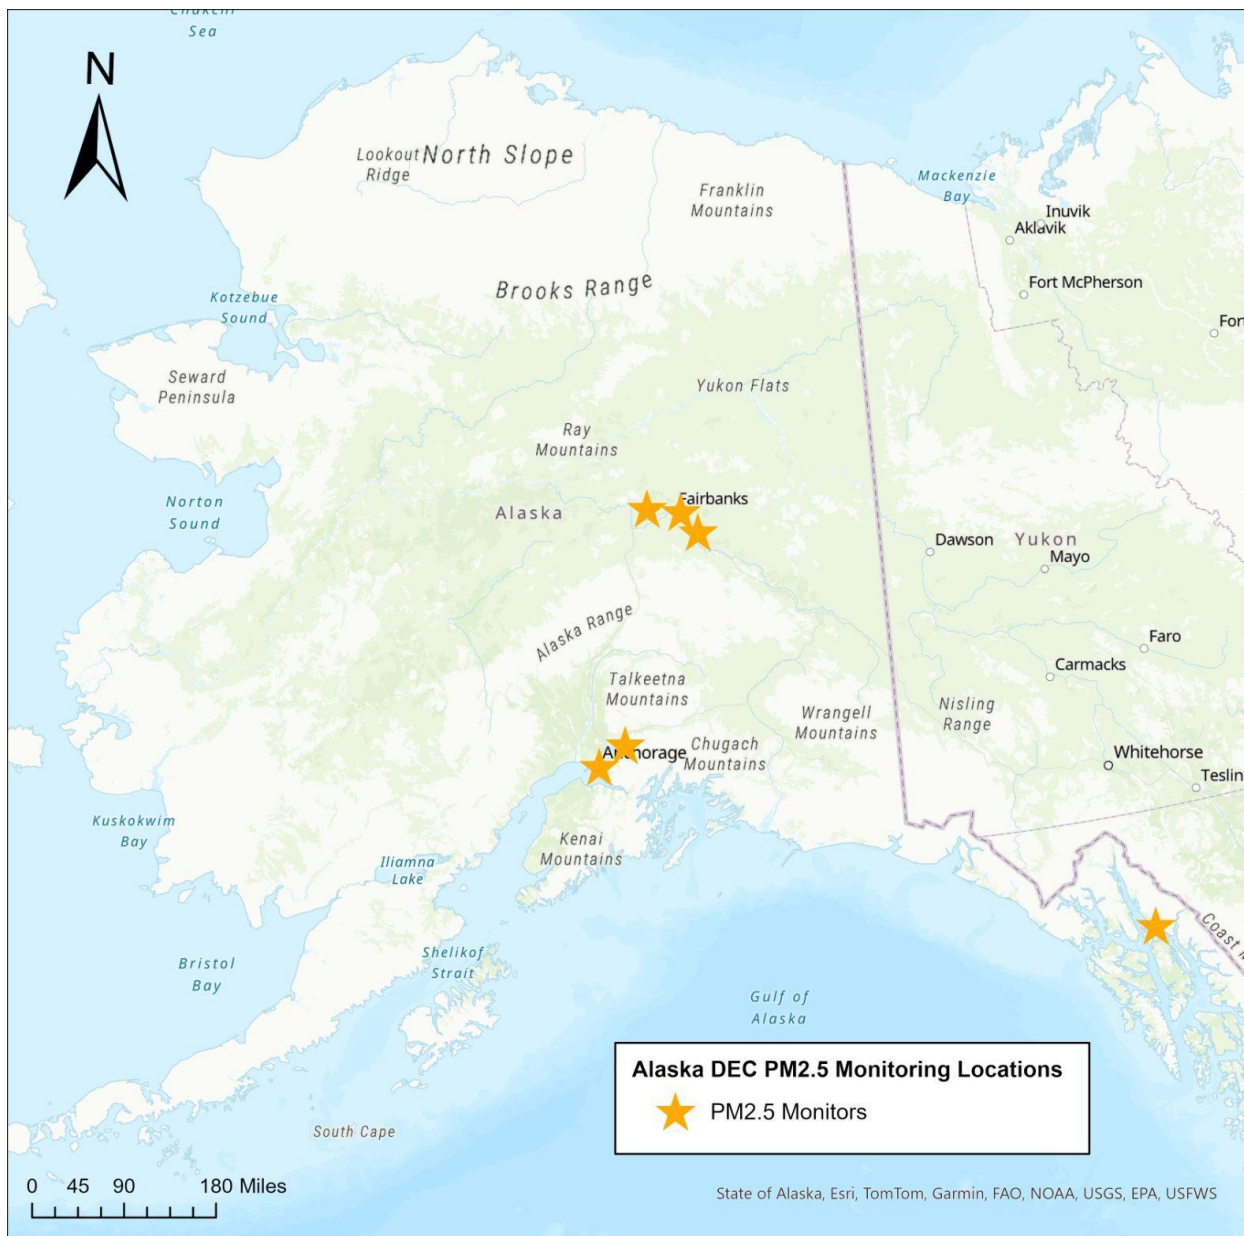 Sea
N
Lookout
Ridge
North Slope
Franklin
Mountains
Mackenzie
Bay
Inuvik
Aklavik
Fort McPherson
Brooks Range
Kotzebue
Sound
Fort
Seward
Peninsula
Yukon Flats
Ray
Mountains
Norton
Sound
Alaska
Fairbanks
Dawson
Yukon
Mayo
Alaska Range
Faro
Carmacks
Talkeetna
Mountains
Wrangell
Mountains
Nisling
Range
Anchorage
Chugach
Mountains
Whitehorse
Teslin
Kuskokwim
Bay
Kenai
Mountains
Iliamna
Lake
Coast M
Shelikof
Strait
Bristol
Bay
Gulf of
Alaska
Alaska DEC PM2.5 Monitoring Locations
PM2.5 Monitors
South Cape
0 45 90 180 Miles
State of Alaska, Esri, TomTom, Garmin, FAO, NOAA, USGS, EPA, USFWS